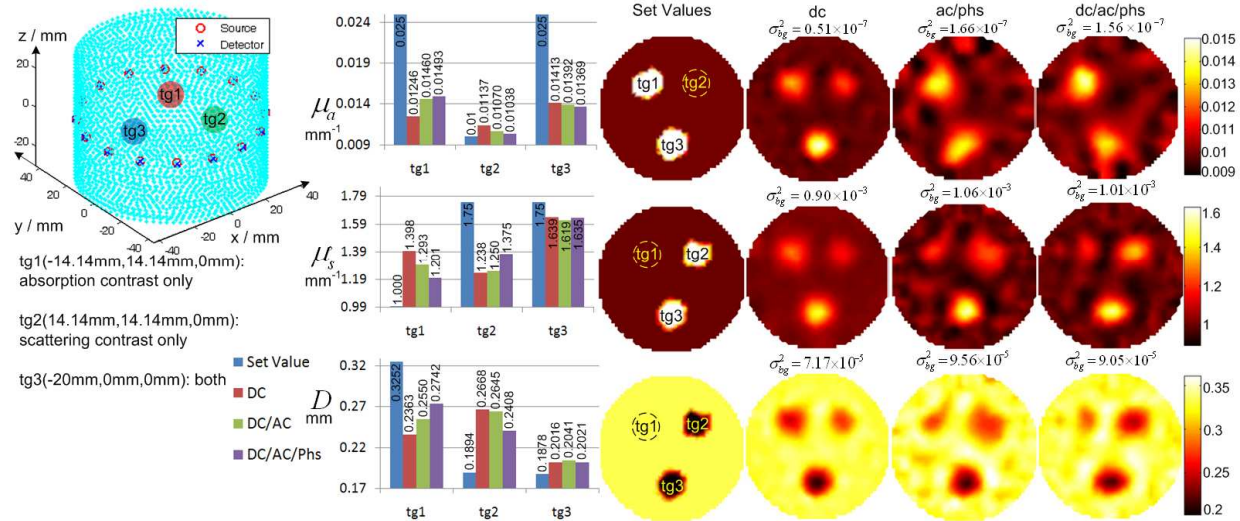 z / mm
Source
Detector
20
0
-20
tg1
tg2
tg3
40
20
0
-20
-40
y / mm
-40
-20
0
20
40
x / mm
tg1(-14.14mm,14.14mm,0mm):
absorption contrast only
tg2(14.14mm,14.14mm,0mm):
scattering contrast only
tg3(-20mm,0mm,0mm): both
Set Value
DC
DC/AC
DC/AC/Phs
μa
mm-1
0.024
0.019
0.014
0.009
0.025
0.01246
0.01460
0.01493
0.01
0.01137
0.01070
0.01038
0.025
0.01413
0.01392
0.01369
tg1
tg2
tg3
μs
mm-1
1.79
1.59
1.39
1.19
0.99
1.000
1.398
1.293
1.201
1.75
1.238
1.250
1.375
1.75
1.639
1.619
1.635
tg1
tg2
tg3
D
mm
0.32
0.27
0.22
0.17
0.3252
0.2363
0.2550
0.2742
0.1894
0.2668
0.2645
0.2408
0.1878
0.2016
0.2041
0.2021
tg1
tg2
tg3
Set Values
dc
ac/phs
dc/ac/phs
σ²bg = 0.51×10-7
σ²bg =1.66×10-7
σ²bg = 1.56×10-7
tg1
tg2
tg3
0.015
0.014
0.013
0.012
0.011
0.01
0.009
σ²bg = 0.90×10-3
σ²bg =1.06×10-3
σ²bg =1.01×10-3
tg1
tg2
tg3
1.6
1.4
1.2
1
σ²bg =7.17×10-5
σ²bg =9.56×10-5
σ²bg =9.05×10-5
tg1
tg2
tg3
0.35
0.3
0.25
0.2